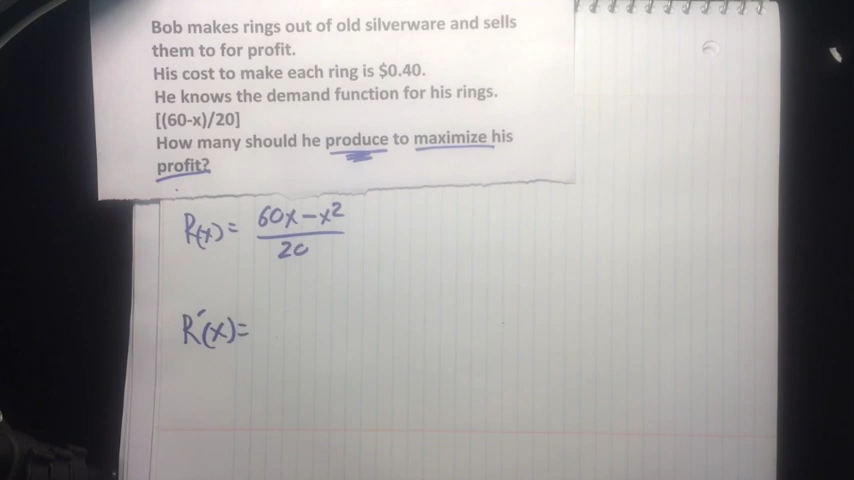 Bob makes rings out of old silverware and sells
them to for profit.
His cost to make each ring is $0.40.
He knows the demand function for his rings.
[(60-x)/20]
How many should he produce to maximize his
profit?
R(x) = 60x-x²
20
R'(x)=